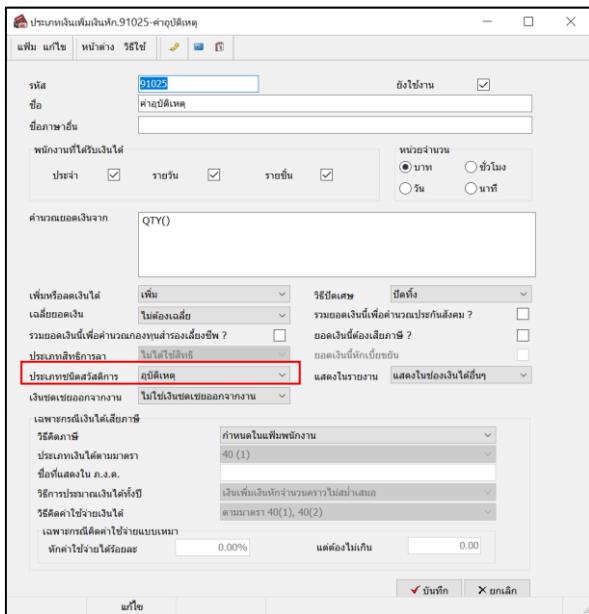 ประเภทเงินเพิ่มเงินหัก.91025-ค่าอุบัติเหตุ
แฟ้ม แก้ไข หน้าต่าง วิธีใช้
รหัส 91025 ยังใช้งาน
ชื่อ ค่าอุบัติเหตุ
ชื่อภาษาอื่น
พนักงานที่ได้รับเงินได้ หน่วยจำนวน
ประจำ รายวัน รายชิ้น บาท ชั่วโมง
วัน นาที
คำนวณยอดเงินจาก QTY()
เพิ่มหรือลดเงินได้ เพิ่ม วิธีปัดเศษ ปัดทิ้ง
เฉลี่ยยอดเงิน ไม่ต้องเฉลี่ย รวมยอดเงินนี้เพื่อคำนวณประกันสังคม ?
รวมยอดเงินนี้เพื่อคำนวณกองทุนสำรองเลี้ยงชีพ ? ยอดเงินนี้ต้องเสียภาษี ?
ประเภทสิทธิการลา ไม่ได้ใช้สิทธิ ยอดเงินนี้หักเบี้ยขยัน
ประเภทชนิดสวัสดิการ อุบัติเหตุ แสดงในรายงาน แสดงในช่องเงินได้อื่นๆ
เงินชดเชยออกจากงาน ไม่ใช่เงินชดเชยออกจากงาน
เฉพาะกรณีเงินได้เสียภาษี
วิธีคิดภาษี กำหนดในแฟ้มพนักงาน
ประเภทเงินได้ตามมาตรา 40 (1)
ชื่อที่แสดงใน ภ.ง.ด.
วิธีการประมาณเงินได้ทั้งปี เงินเพิ่มเงินหักจำนวนคราวไม่สม่ำเสมอ
วิธีคิดค่าใช้จ่ายเงินได้ ตามมาตรา 40(1), 40(2)
เฉพาะกรณีคิดค่าใช้จ่ายแบบเหมา
หักค่าใช้จ่ายได้ร้อยละ 0.00% แต่ต้องไม่เกิน 0.00
บันทึก ยกเลิก
แก้ไข